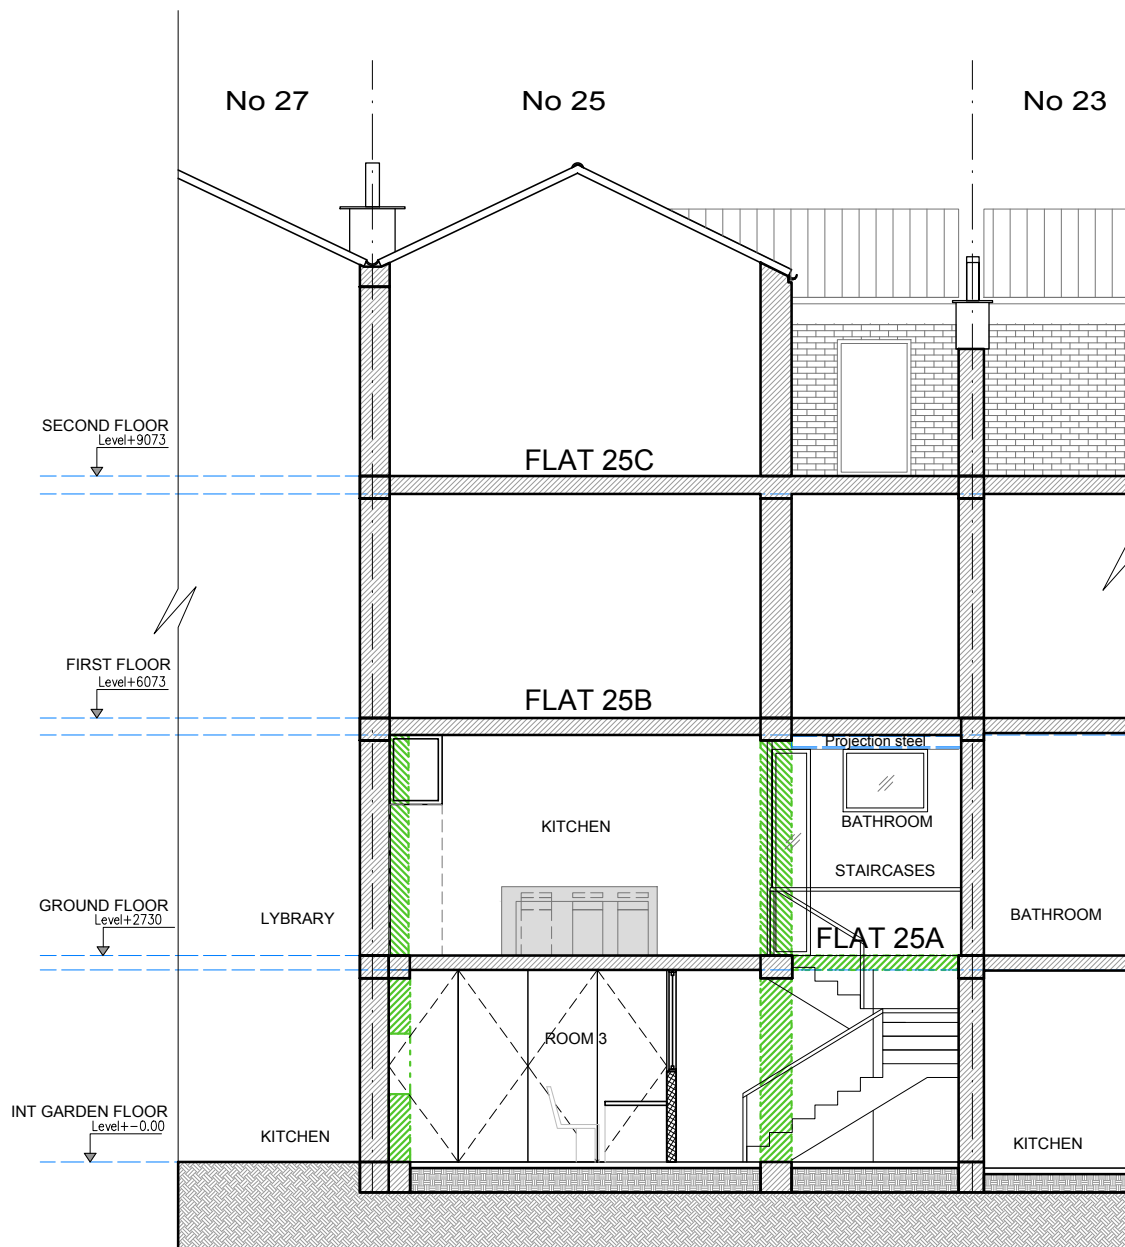 No 27
No 25
No 23
SECOND FLOOR
Level+9073
FLAT 25C
FIRST FLOOR
Level+6073
FLAT 25B
Projection steel
BATHROOM
KITCHEN
STAIRCASES
GROUND FLOOR
Level+2730
LYBRARY
BATHROOM
FLAT 25A
ROOM 3
INT GARDEN FLOOR
Level+-0.00
KITCHEN
KITCHEN